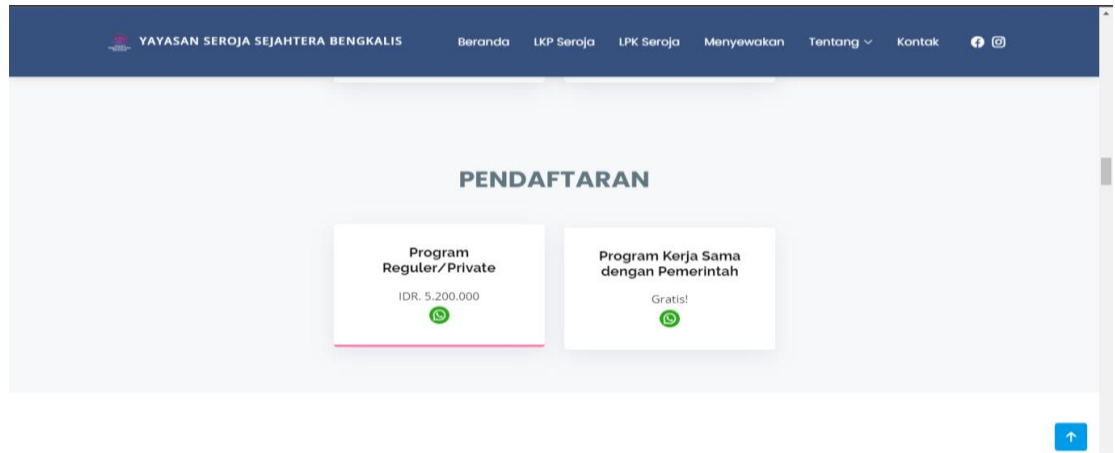 YAYASAN SEROJA SEJAHTERA BENGKALIS Beranda LKP Seroja LPK Seroja Menyewakan Tentang Kontak
PENDAFTARAN
Program
Reguler/Private
IDR. 5.200.000
Program Kerja Sama
dengan Pemerintah
Gratis!